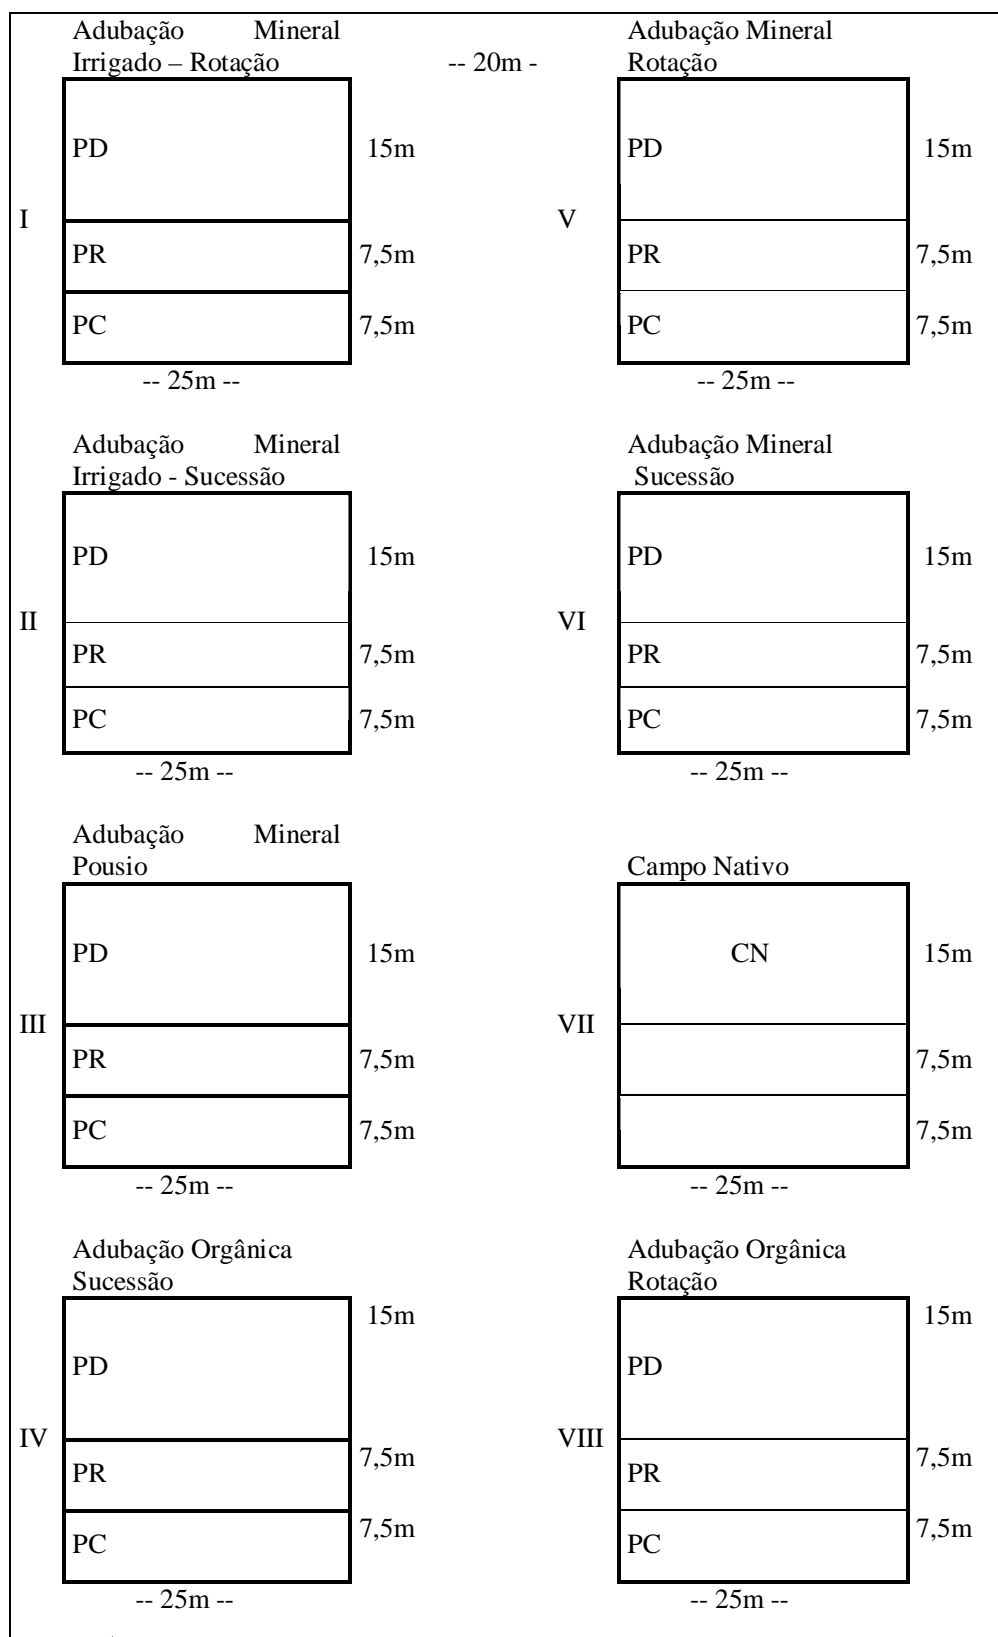 Adubação Mineral
Irrigado – Rotação
-- 20m -
Adubação Mineral
Rotação
PD
15m
PD
15m
I
V
PR
7,5m
PR
7,5m
PC
7,5m
PC
7,5m
-- 25m --
-- 25m --
Adubação Mineral
Irrigado - Sucessão
Adubação Mineral
Sucessão
PD
15m
PD
15m
II
VI
PR
7,5m
PR
7,5m
PC
7,5m
PC
7,5m
-- 25m --
-- 25m --
Adubação Mineral
Pousio
Campo Nativo
PD
15m
CN
15m
III
VII
PR
7,5m
7,5m
PC
7,5m
7,5m
-- 25m --
-- 25m --
Adubação Orgânica
Sucessão
Adubação Orgânica
Rotação
15m
15m
PD
PD
IV
VIII
7,5m
7,5m
PR
PR
7,5m
7,5m
PC
PC
-- 25m --
-- 25m --